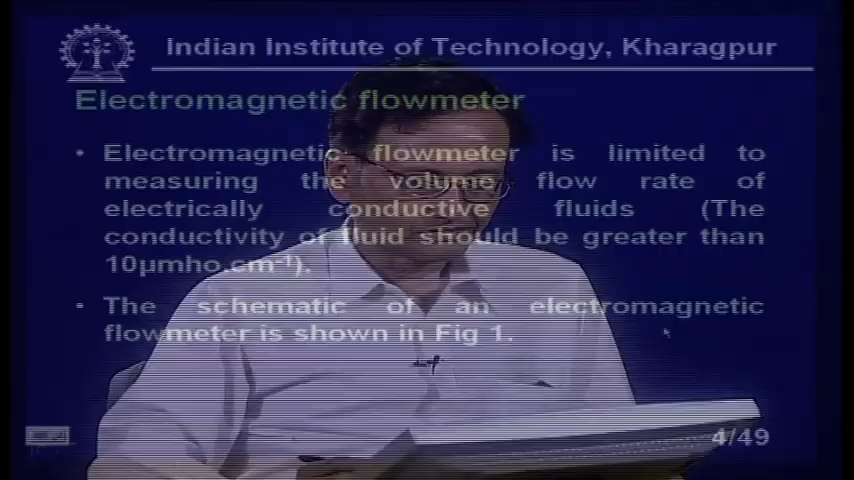 Indian Institute of Technology, Kharagpur
Electromagnetic flowmeter
• Electromagnetic flowmeter is limited to
measuring the volume flow rate of
electrically conductive fluids (The
conductivity of fluid should be greater than
10μmho.cm⁻¹).
• The schematic of an electromagnetic
flowmeter is shown in Fig 1.
4/49